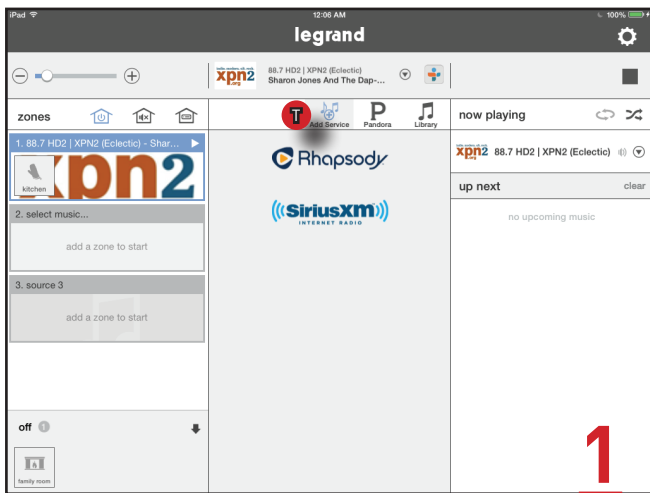 iPad
12:06 AM
100%
legrand
xpn2
.org
88.7 HD2 | XPN2 (Eclectic)
Sharon Jones And The Dap-...
zones
T
Add Service
P
Pandora
Library
now playing
1. 88.7 HD2 | XPN2 (Eclectic) - Shar...
xpn2
kitchen
Rhapsody
xpn2
88.7 HD2 | XPN2 (Eclectic)
up next
clear
2. select music...
add a zone to start
((SiriusXM))
INTERNET RADIO
no upcoming music
3. source 3
add a zone to start
off 1
family room
1